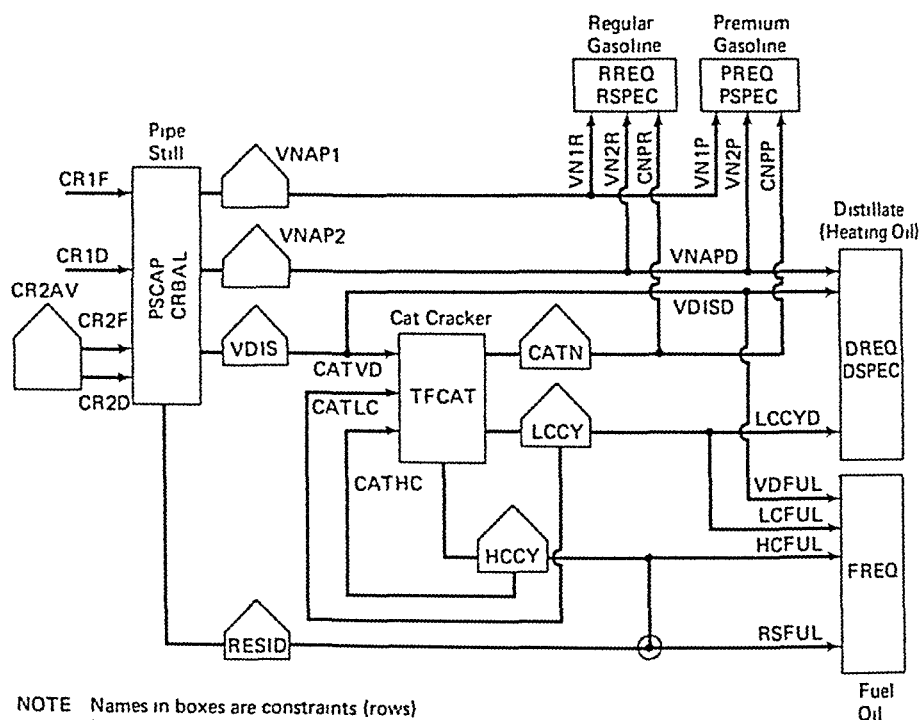 Regular
Gasoline
Premium
Gasoline
RREQ
RSPEC
PREQ
PSPEC
Pipe
Still
VNAP1
VN1R
VN2R
CNPR
VN1P
VN2P
CNPP
CR1F
Distillate
(Heating Oil)
VNAP2
VNAPD
CR1D
PSCAP
CRBAL
CR2AV
CR2F
VDISD
Cat Cracker
VDIS
CATN
DREQ
DSPEC
CATVD
CR2D
CATLC
TFCAT
LCCY
LCCYD
CATHC
VDFUL
LCFUL
HCCY
HCFUL
FREQ
RESID
RSFUL
NOTE Names in boxes are constraints (rows)
Fuel
Oil